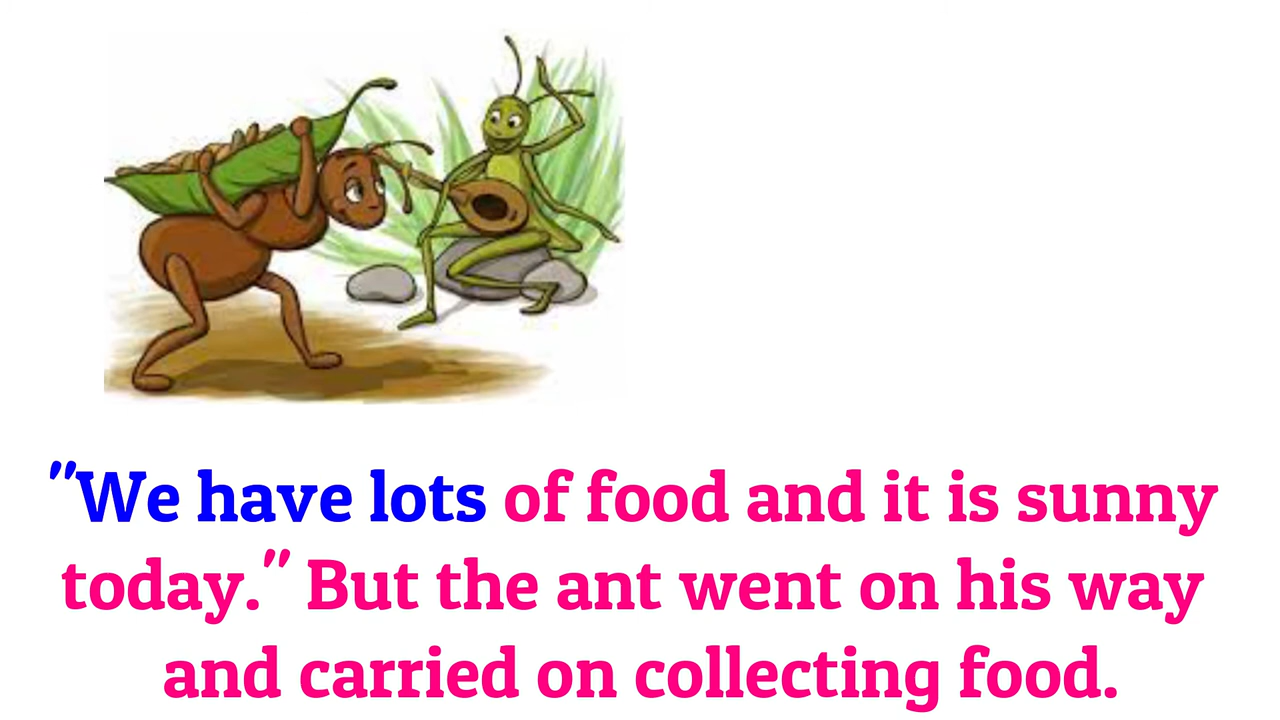 "We have lots of food and it is sunny
today." But the ant went on his way
and carried on collecting food.